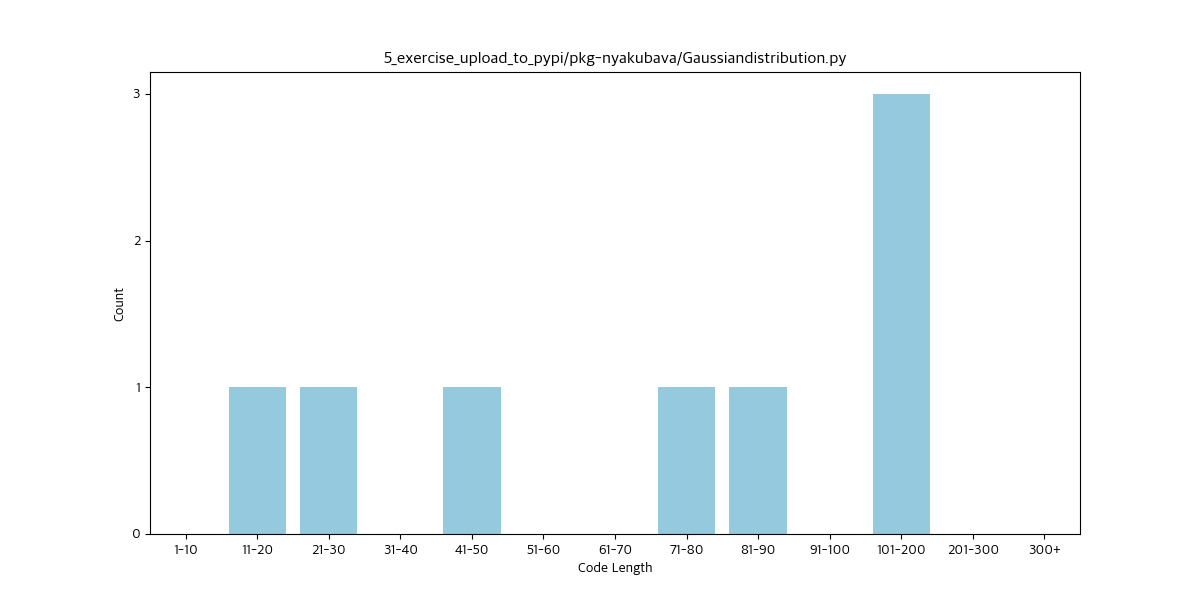 5_exercise_upload_to_pypi/pkg-nyakubava/Gaussiandistribution.py
3
2
1
0
Count
1-10 11-20 21-30 31-40 41-50 51-60 61-70 71-80 81-90 91-100 101-200 201-300 300+
Code Length